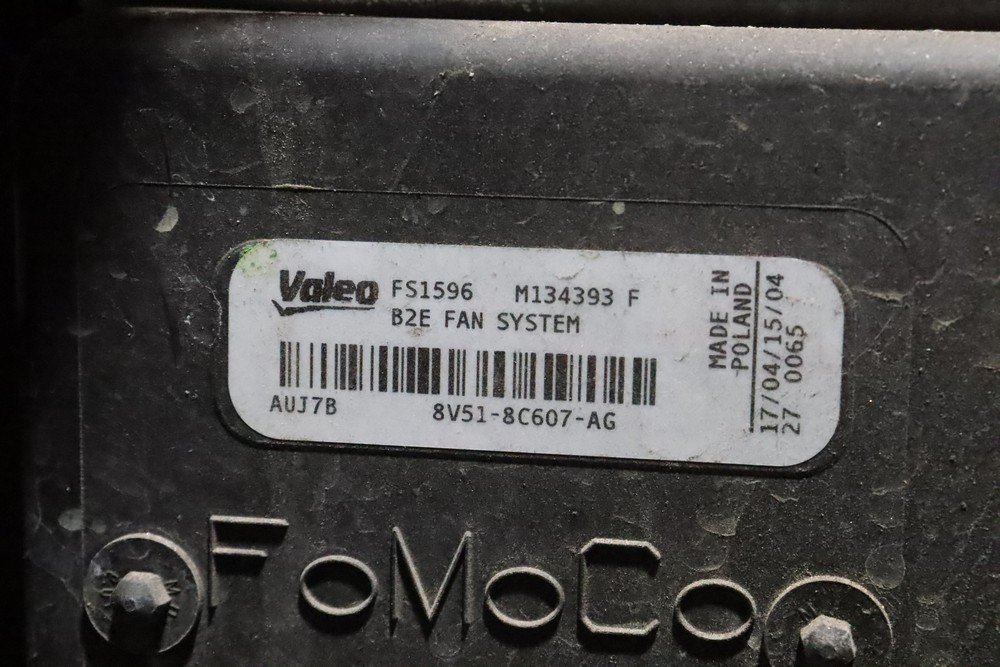 Valeo FS1596 M134393 F
B2E FAN SYSTEM
AUJ7B 8V51-8C607-AG
MADE IN
POLAND
17/04/15/04
27 0065
FoMoCo